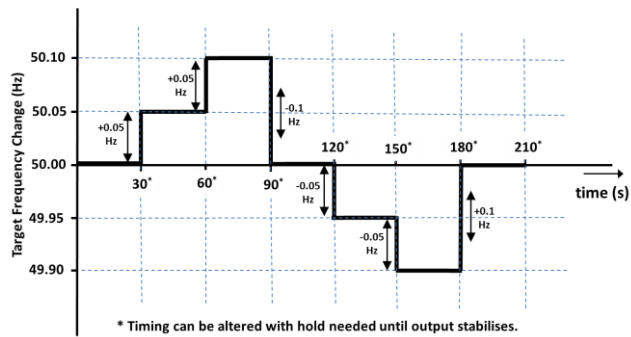 Target Frequency Change (Hz)
50.10
50.05
50.00
49.95
49.90
+0.05
Hz
+0.05
Hz
-0.1
Hz
30*
60*
90*
120*
150*
180*
210*
-0.05
Hz
-0.05
Hz
+0.1
Hz
time (s)
* Timing can be altered with hold needed until output stabilises.